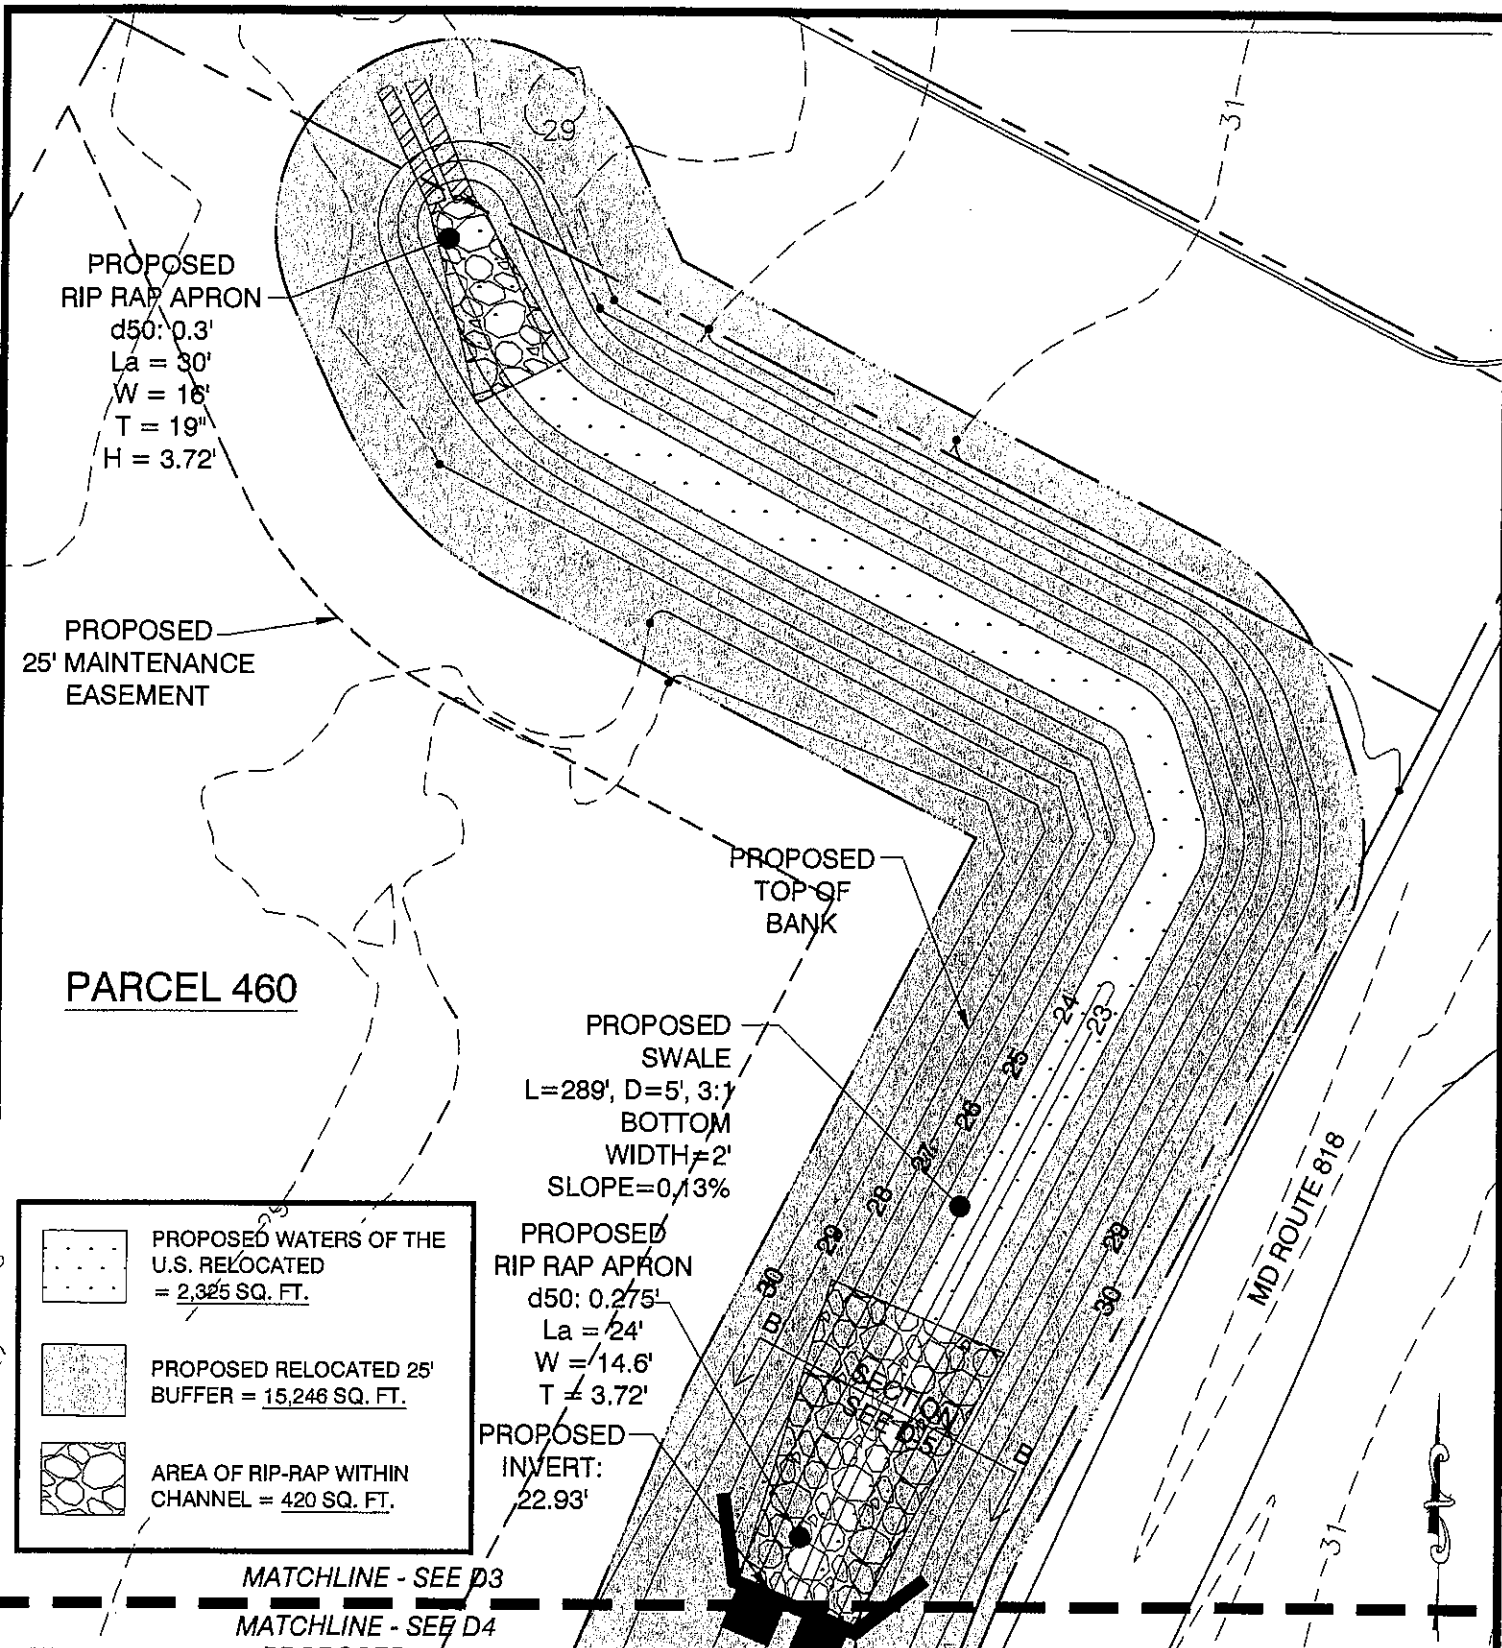 29
31
PROPOSED
RIP RAP APRON
d50: 0.3'
La = 30'
W = 16'
T = 19"
H = 3.72'
PROPOSED
25' MAINTENANCE
EASEMENT
PROPOSED
TOP OF
BANK
PARCEL 460
PROPOSED
SWALE
L=289', D=5', 3:1
BOTTOM
WIDTH=2'
SLOPE=0.13%
24
23
25
26
27
28
29
30
29
30
MD ROUTE 818
31
PROPOSED
RIP RAP APRON
d50: 0.275'
La = 24'
W = 14.6'
T = 3.72'
B
B
SECTION
SEE D5
PROPOSED
INVERT:
22.93'
PROPOSED WATERS OF THE
U.S. RELOCATED
= 2,325 SQ. FT.
PROPOSED RELOCATED 25'
BUFFER = 15,246 SQ. FT.
AREA OF RIP-RAP WITHIN
CHANNEL = 420 SQ. FT.
MATCHLINE - SEE D3
MATCHLINE - SEE D4